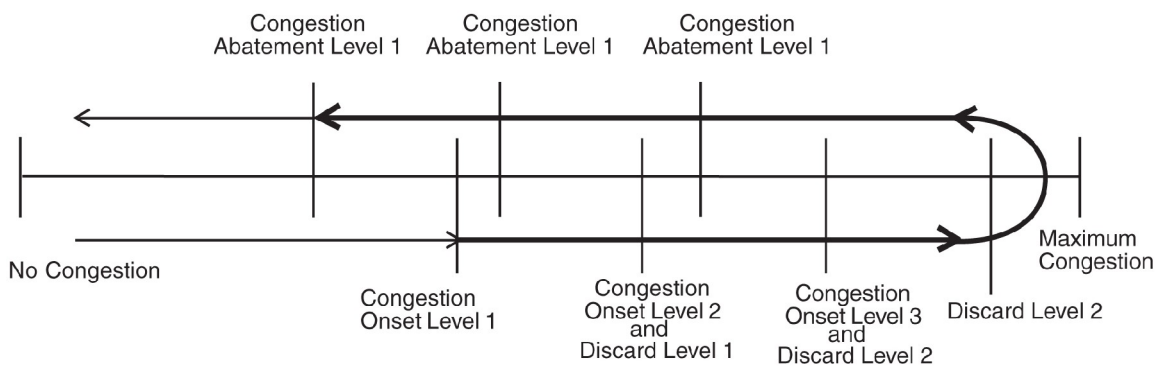 Congestion
Abatement Level 1
Congestion
Abatement Level 1
Congestion
Abatement Level 1
No Congestion
Maximum
Congestion
Congestion
Onset Level 1
Congestion
Onset Level 2
and
Discard Level 1
Congestion
Onset Level 3
and
Discard Level 2
Discard Level 2